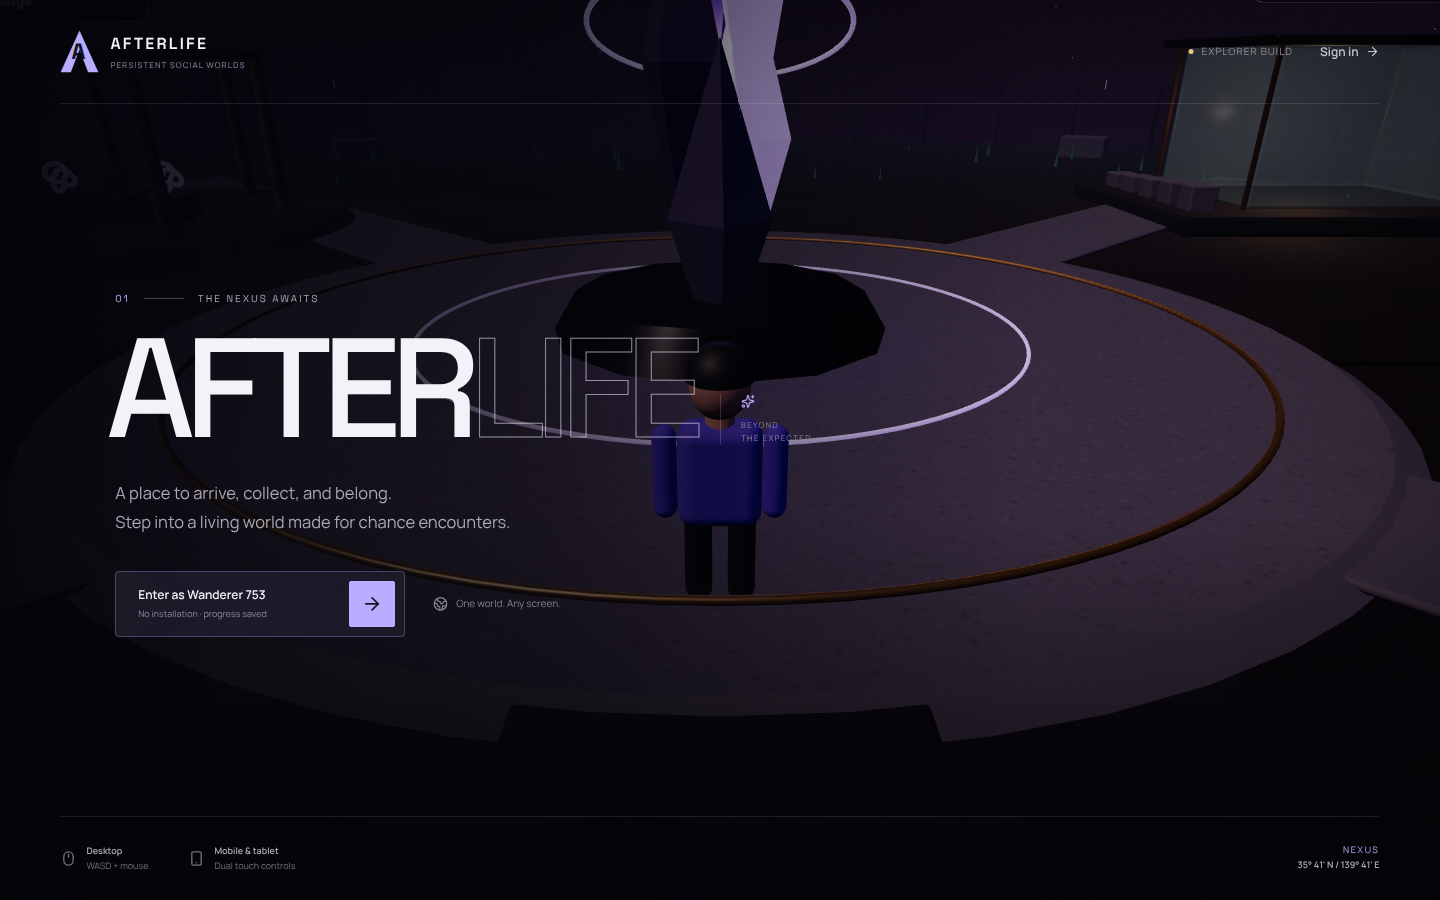 AFTERLIFE
PERSISTENT SOCIAL WORLDS
EXPLORER BUILD
Sign in
01 THE NEXUS AWAITS
AFTERLIFE
BEYOND
THE EXPECTED
A place to arrive, collect, and belong.
Step into a living world made for chance encounters.
Enter as Wanderer 753
No installation · progress saved
One world. Any screen.
Desktop
WASD + mouse
Mobile & tablet
Dual touch controls
NEXUS
35° 41' N / 139° 41' E